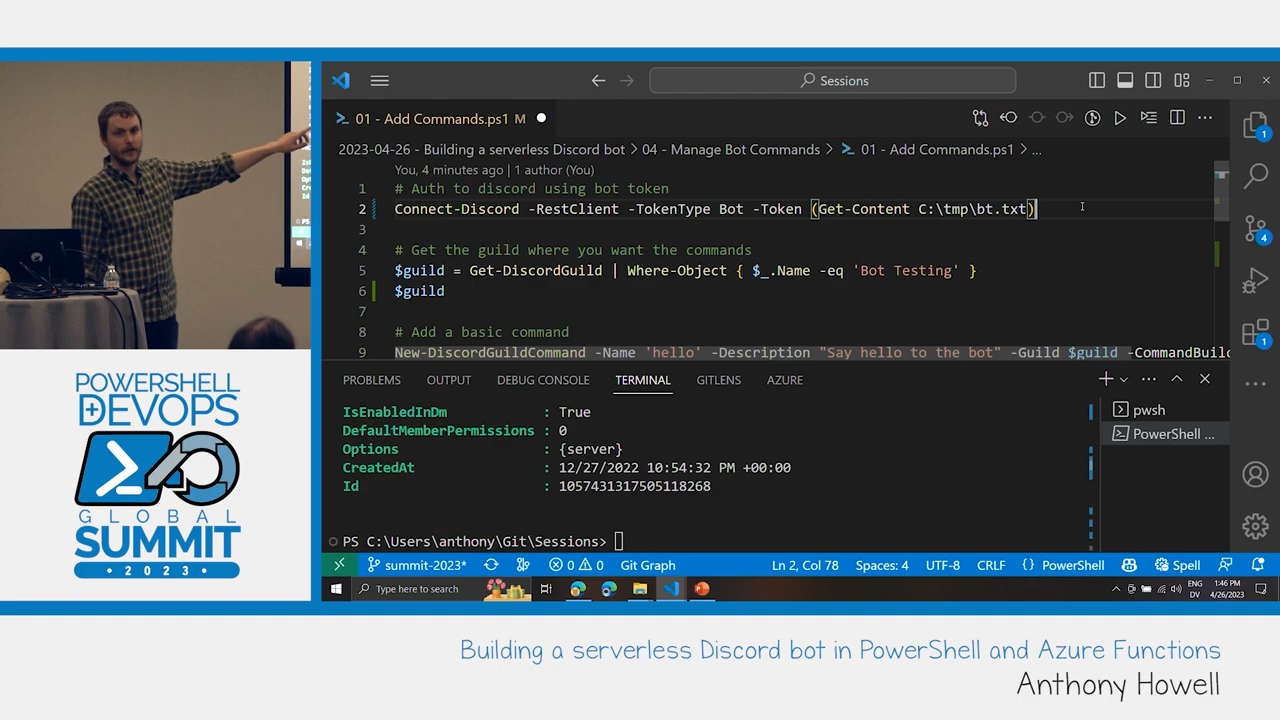 Sessions
01 - Add Commands.ps1 M
2023-04-26 - Building a serverless Discord bot > 04 - Manage Bot Commands > 01 - Add Commands.ps1 > ...
You, 4 minutes ago | 1 author (You)
1 # Auth to discord using bot token
2 Connect-Discord -RestClient -TokenType Bot -Token (Get-Content C:\tmp\bt.txt)
3
4 # Get the guild where you want the commands
5 $guild = Get-DiscordGuild | Where-Object { $_.Name -eq 'Bot Testing' }
6 $guild
7
8 # Add a basic command
9 New-DiscordGuildCommand -Name 'hello' -Description "Say hello to the bot" -Guild $guild -CommandBuil
PROBLEMS OUTPUT DEBUG CONSOLE TERMINAL GITLENS AZURE
IsEnabledInDm : True
DefaultMemberPermissions : 0
Options : {server}
CreatedAt : 12/27/2022 10:54:32 PM +00:00
Id : 1057431317505118268
PS C:\Users\anthony\Git\Sessions>
pwsh
PowerShell ...
1
4
1
1
summit-2023* 0 0 Git Graph Ln 2, Col 78 Spaces: 4 UTF-8 CRLF { } PowerShell Spell
Type here to search
ENG
DV
1:46 PM
4/26/2023
POWERSHELL
+DEVOPS
GLOBAL
SUMMIT
• 2023 •
Building a serverless Discord bot in PowerShell and Azure Functions
Anthony Howell